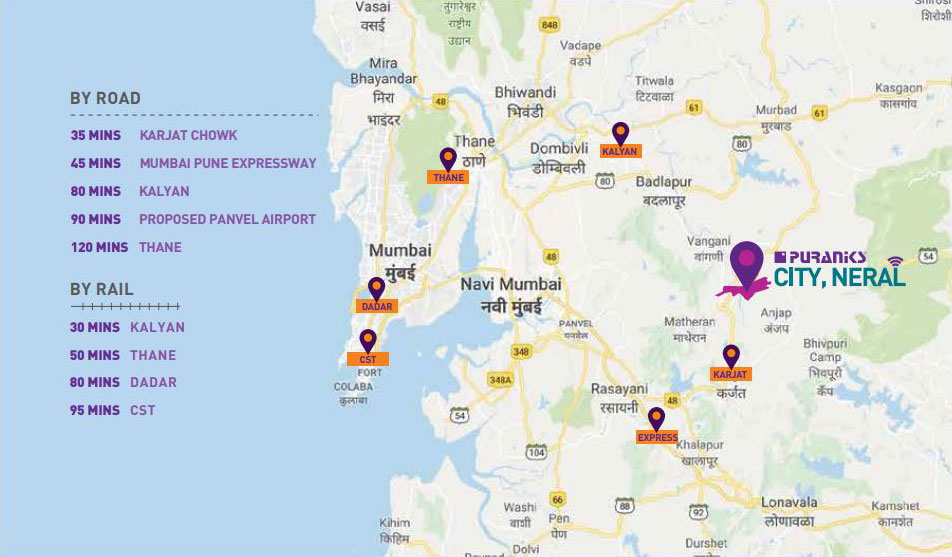 BY ROAD
35 MINS KARJAT CHOWK
45 MINS MUMBAI PUNE EXPRESSWAY
80 MINS KALYAN
90 MINS PROPOSED PANVEL AIRPORT
120 MINS THANE
BY RAIL
30 MINS KALYAN
50 MINS THANE
80 MINS DADAR
95 MINS CST
Vasai
वसई
तुंगारेश्वर
राष्ट्रीय
उद्यान
848
Vadape
वडपे
Mira
Bhayandar
मिरा
भाइंदर
48
Bhiwandi
भिवंडी
Titwala
टिटवाळा
61
Murbad
मुरबाड
61
Kasgaon
कासगांव
शिरोशी
Thane
ठाणे
THANE
Dombivli
डोम्बिवली
KALYAN
80
80
Badlapur
बदलापूर
Mumbai
मुंबई
48
Vangani
वांगणी
PURANIKS
CITY, NERAL
54
Navi Mumbai
नवी मुंबई
DADAR
CST
FORT
COLABA
कुलाबा
PANVEL
पनवेल
348
348A
Matheran
माथेरान
Anjap
अंजप
Bhivpuri
Camp
भिवपुरी
कॅंप
KARJAT
कर्जत
Rasayani
रसायनी
48
54
EXPRESS
Khalapur
खालापूर
104
66
88
92
Lonavala
लोणावळा
Kamshet
कामशेत
Washi
वाशी
Pen
पेण
Kihim
किहिम
Dolvi
Durshet